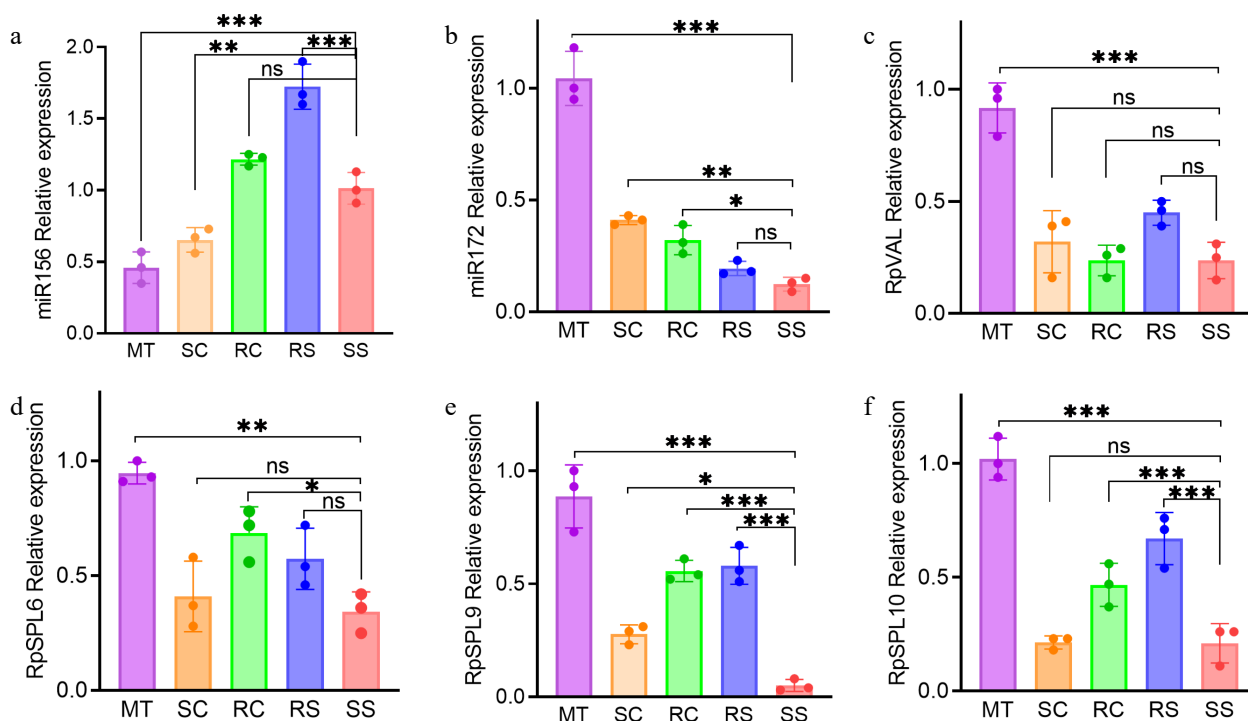 a
miR156 Relative expression
2.0
1.5
1.0
0.5
0.0
***
**
***
ns
MT SC RC RS SS
b
miR172 Relative expression
1.0
0.5
0.0
***
**
*
ns
MT SC RC RS SS
c
RpVAL Relative expression
1.0
0.5
0.0
***
ns
ns
ns
MT SC RC RS SS
d
RpSPL6 Relative expression
1.0
0.5
0.0
**
ns
*
ns
MT SC RC RS SS
e
RpSPL9 Relative expression
1.0
0.5
0.0
***
*
***
***
MT SC RC RS SS
f
RpSPL10 Relative expression
1.0
0.5
0.0
***
ns
***
***
MT SC RC RS SS